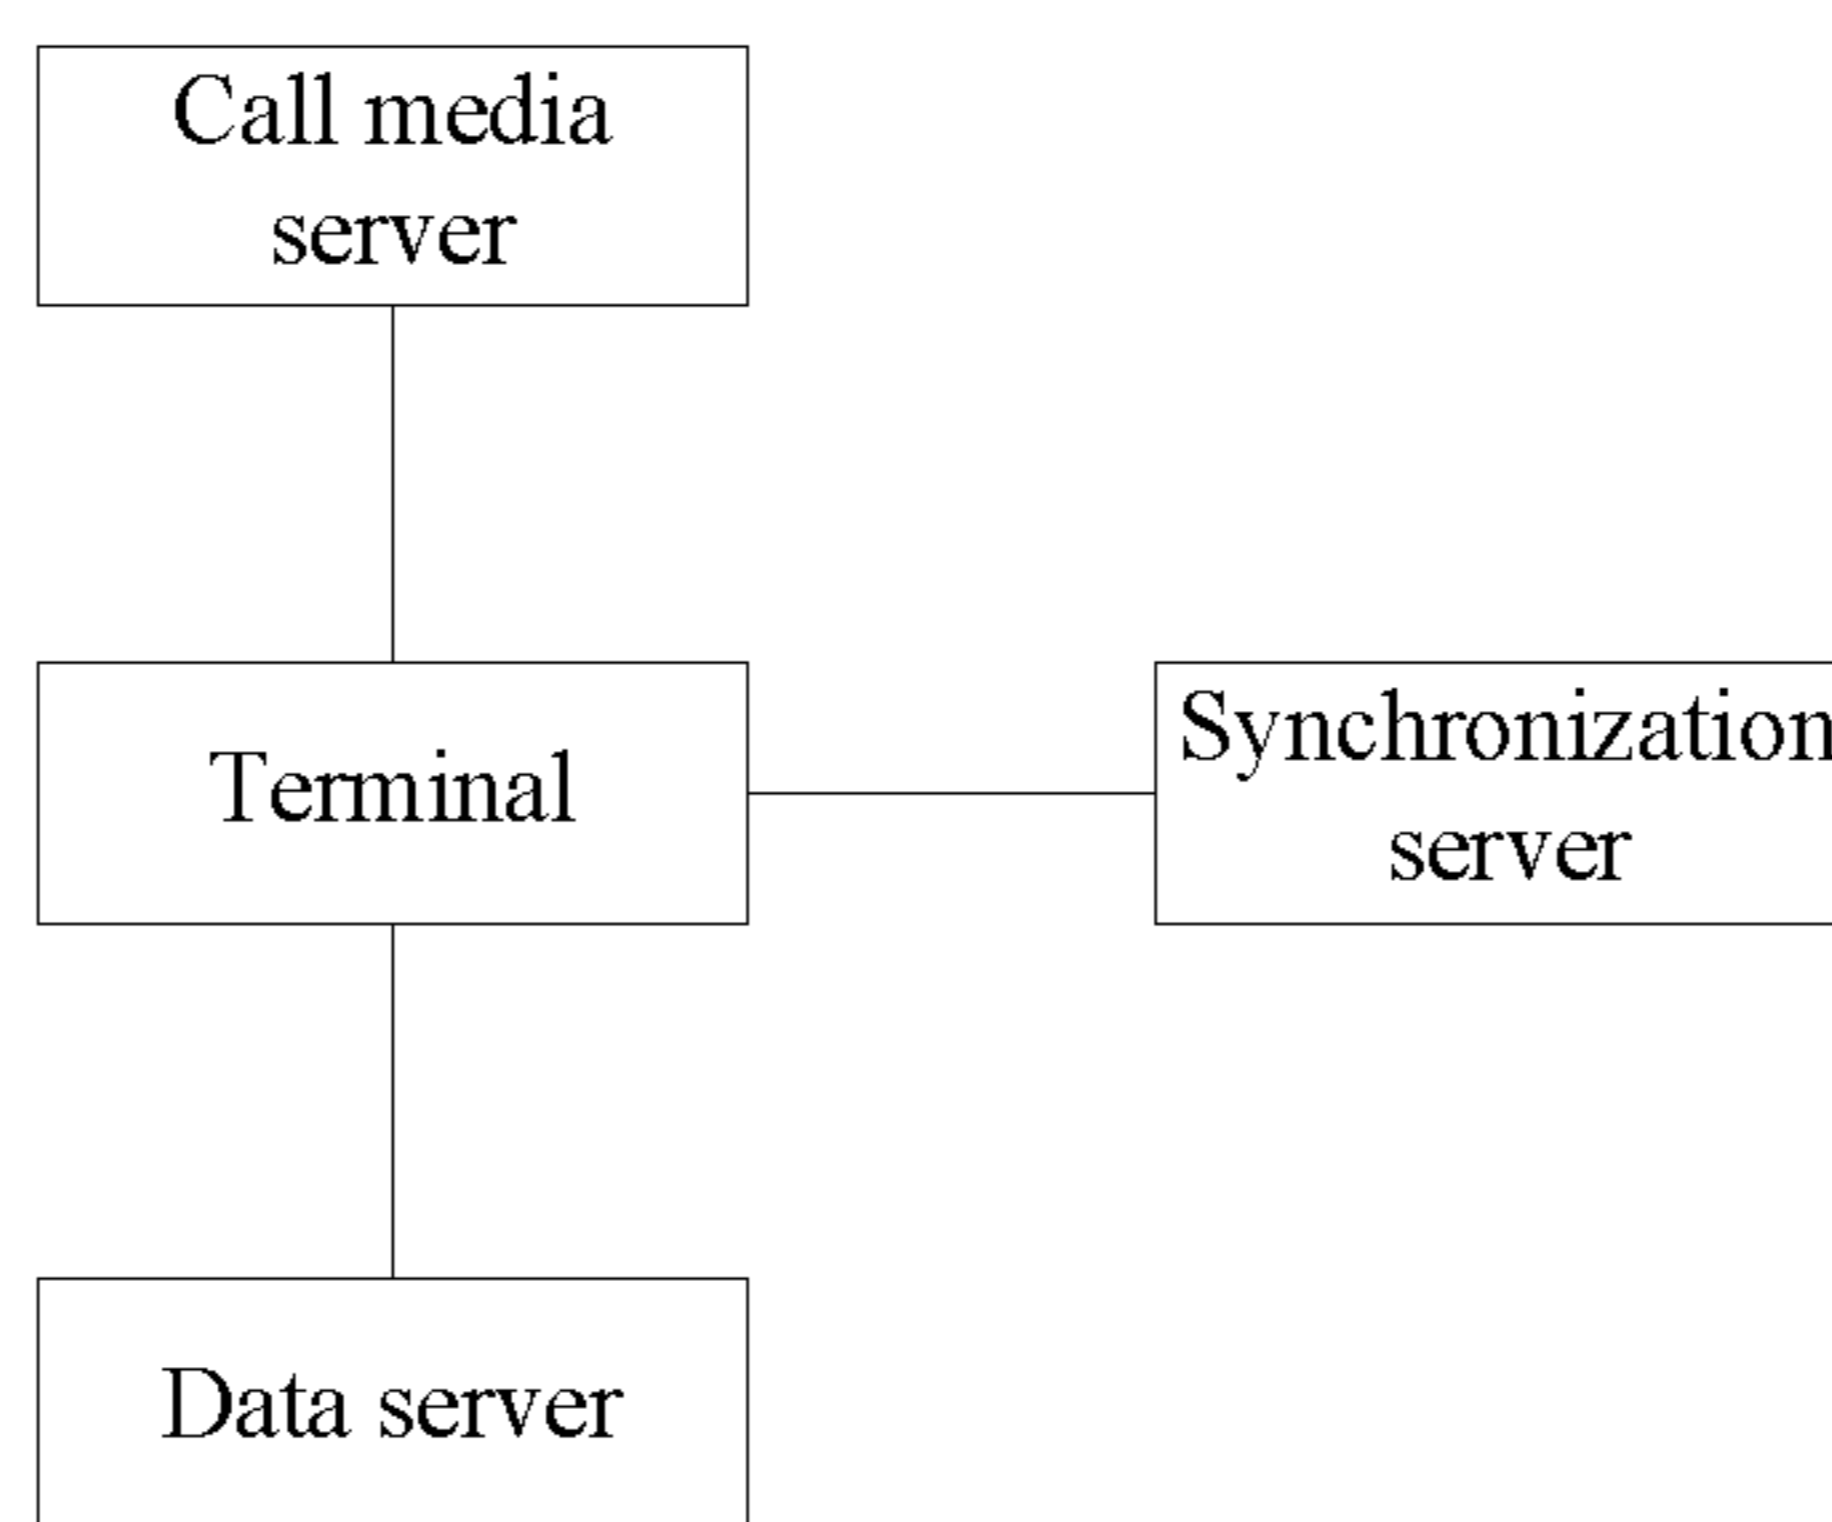 Call media
server
Terminal
Synchronization
server
Data server